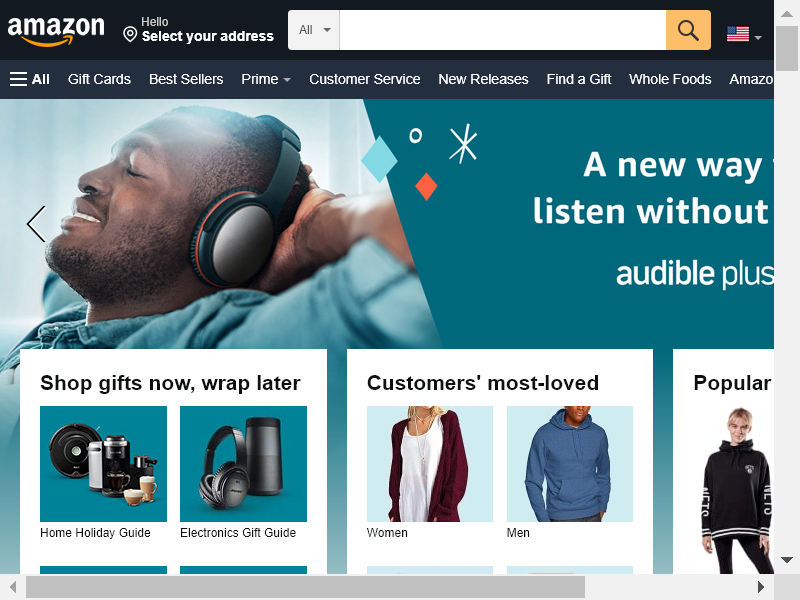 amazon
Hello
Select your address
All
All
Gift Cards
Best Sellers
Prime
Customer Service
New Releases
Find a Gift
Whole Foods
Amazo
A new way
listen without
audible plus
Shop gifts now, wrap later
Customers' most-loved
Popular
NETS
NETS
Home Holiday Guide
Electronics Gift Guide
Women
Men